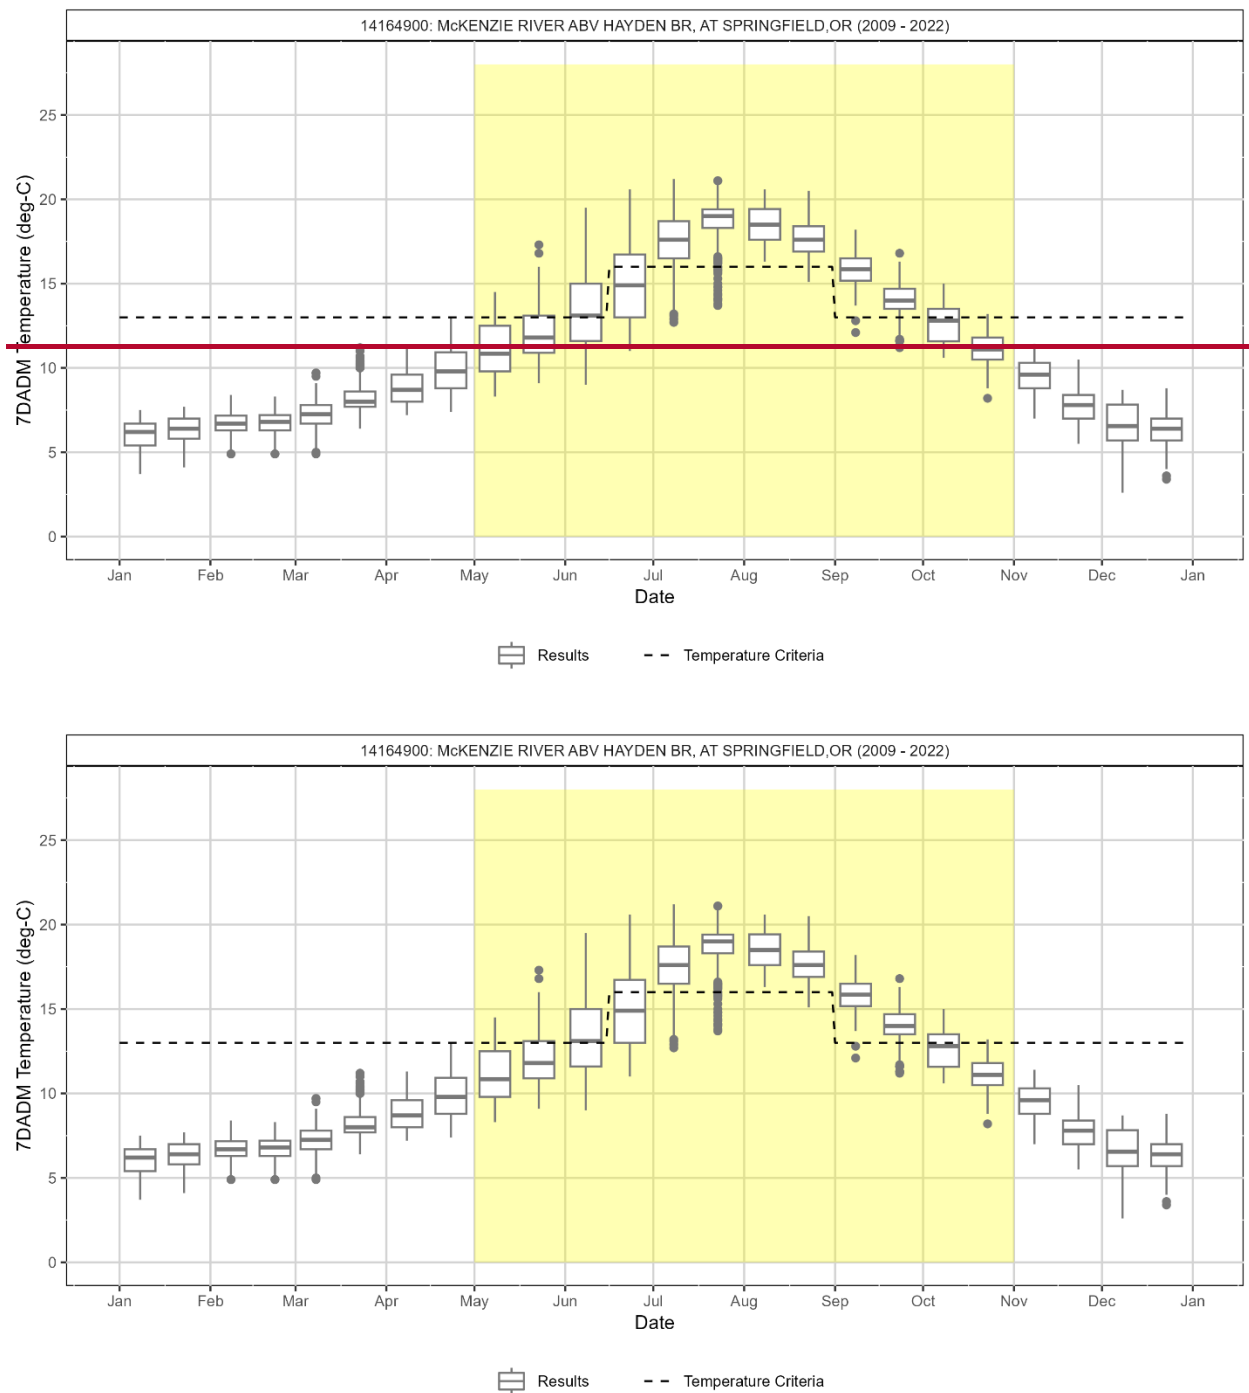 14164900: McKENZIE RIVER ABV HAYDEN BR, AT SPRINGFIELD,OR (2009 - 2022)
7DADM Temperature (deg-C)
25
20
15
10
5
0
Jan Feb Mar Apr May Jun Jul Aug Sep Oct Nov Dec Jan
Date
Results Temperature Criteria
14164900: McKENZIE RIVER ABV HAYDEN BR, AT SPRINGFIELD,OR (2009 - 2022)
7DADM Temperature (deg-C)
25
20
15
10
5
0
Jan Feb Mar Apr May Jun Jul Aug Sep Oct Nov Dec Jan
Date
Results Temperature Criteria